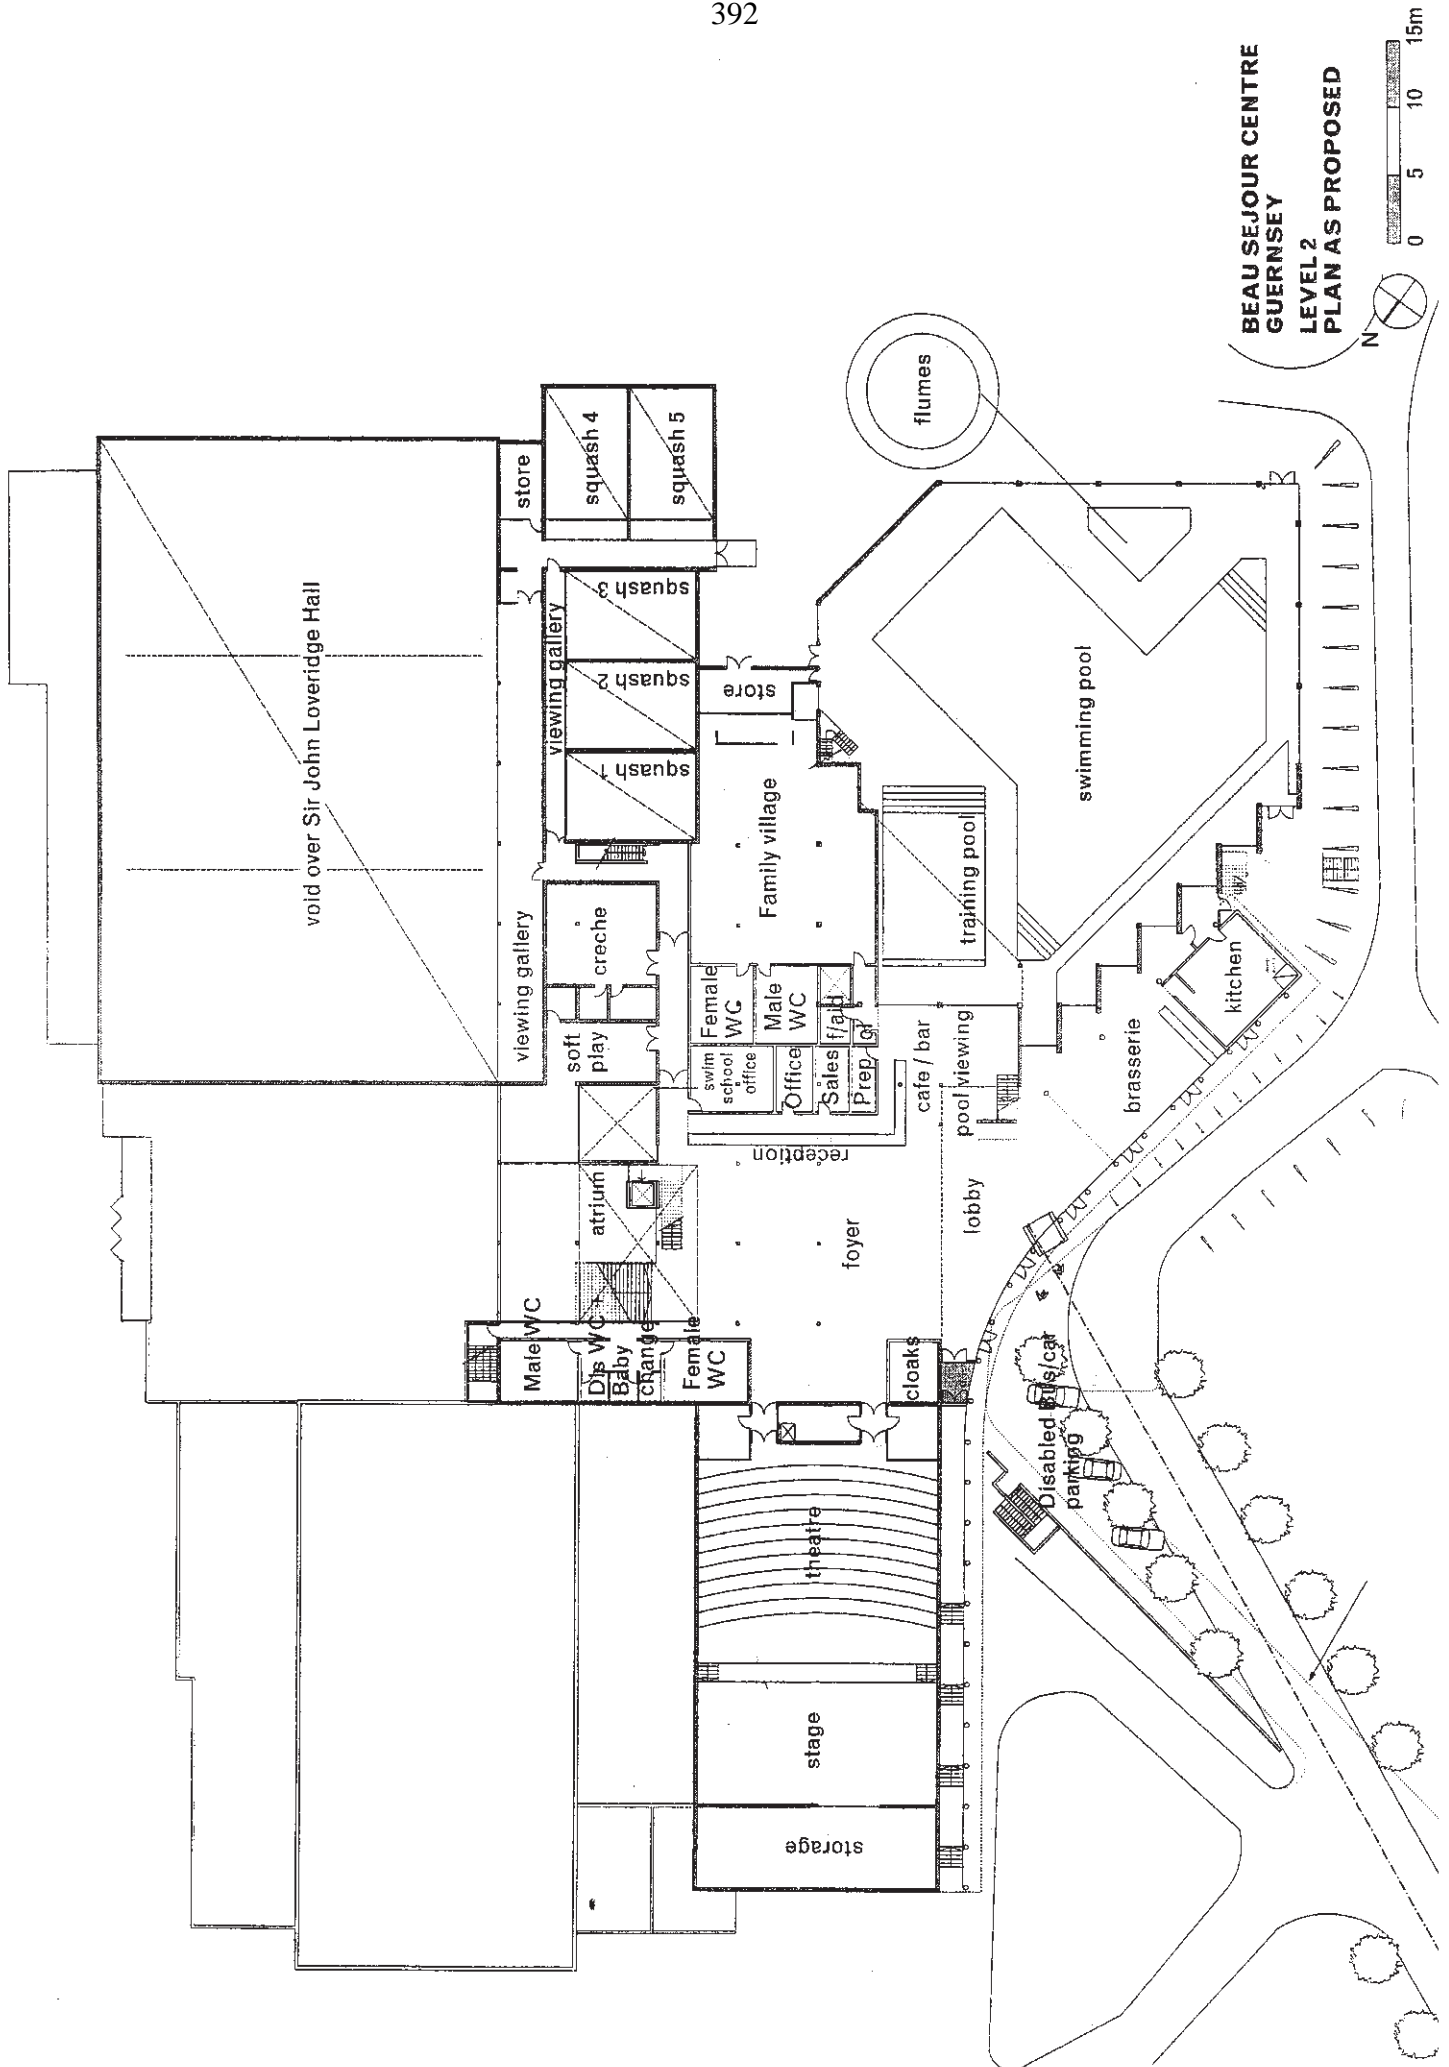 392
BEAU SEJOUR CENTRE
GUERNSEY
LEVEL 2
PLAN AS PROPOSED
0 5 10 15m
N
void over Sir John Loveridge Hall
store
squash 4
squash 5
viewing gallery
squash 3
squash 2
squash 1
store
flumes
swimming pool
Family village
training pool
viewing gallery
creche
soft
play
Female
WC
Male
WC
f/aid
swim
school
office
Office
Sales
Prep
cafe / bar
pool viewing
kitchen
brasserie
reception
atrium
foyer
lobby
Male WC
Dis WC +
Baby
change
Female
WC
cloaks
Disabled Bus/car
parking
theatre
stage
storage